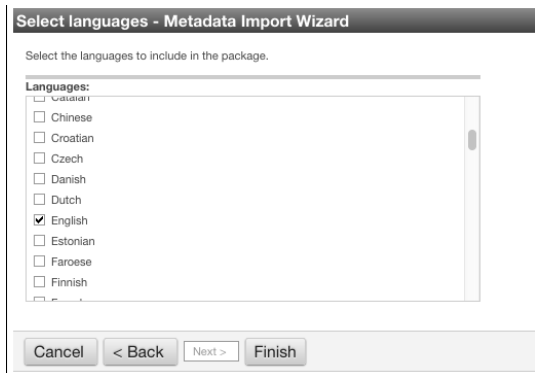 Select languages - Metadata Import Wizard
Select the languages to include in the package.
Languages:
Catalan
Chinese
Croatian
Czech
Danish
Dutch
English
Estonian
Faroese
Finnish
Cancel
< Back
Next >
Finish